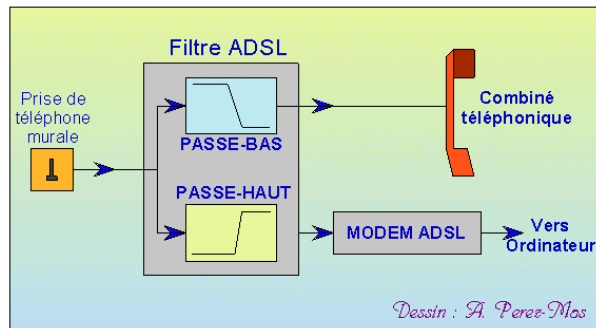 Filtre ADSL
Prise de
téléphone
murale
PASSE-BAS
Combiné
téléphonique
PASSE-HAUT
MODEM ADSL
Vers
Ordinateur
Dessin : A. Perez-Mas